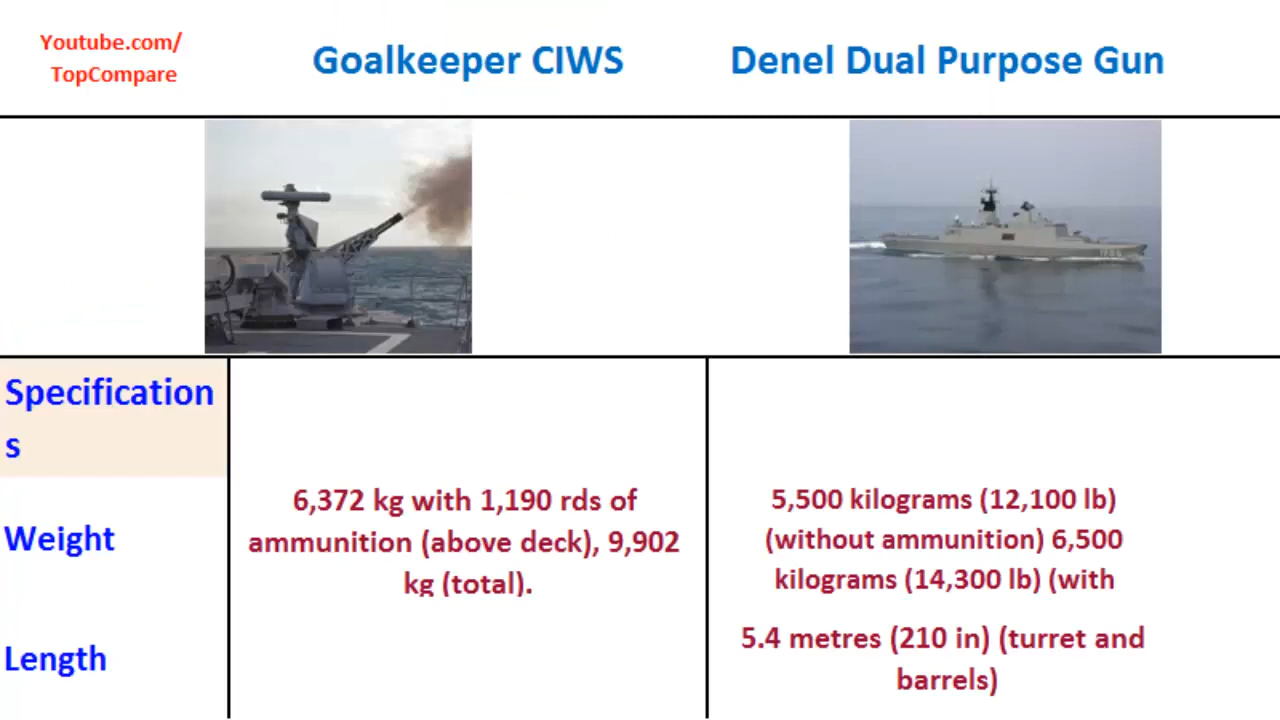 Youtube.com/
TopCompare
Goalkeeper CIWS
Denel Dual Purpose Gun
Specification
s
Weight
6,372 kg with 1,190 rds of
ammunition (above deck), 9,902
kg (total).
5,500 kilograms (12,100 lb)
(without ammunition) 6,500
kilograms (14,300 lb) (with
Length
5.4 metres (210 in) (turret and
barrels)